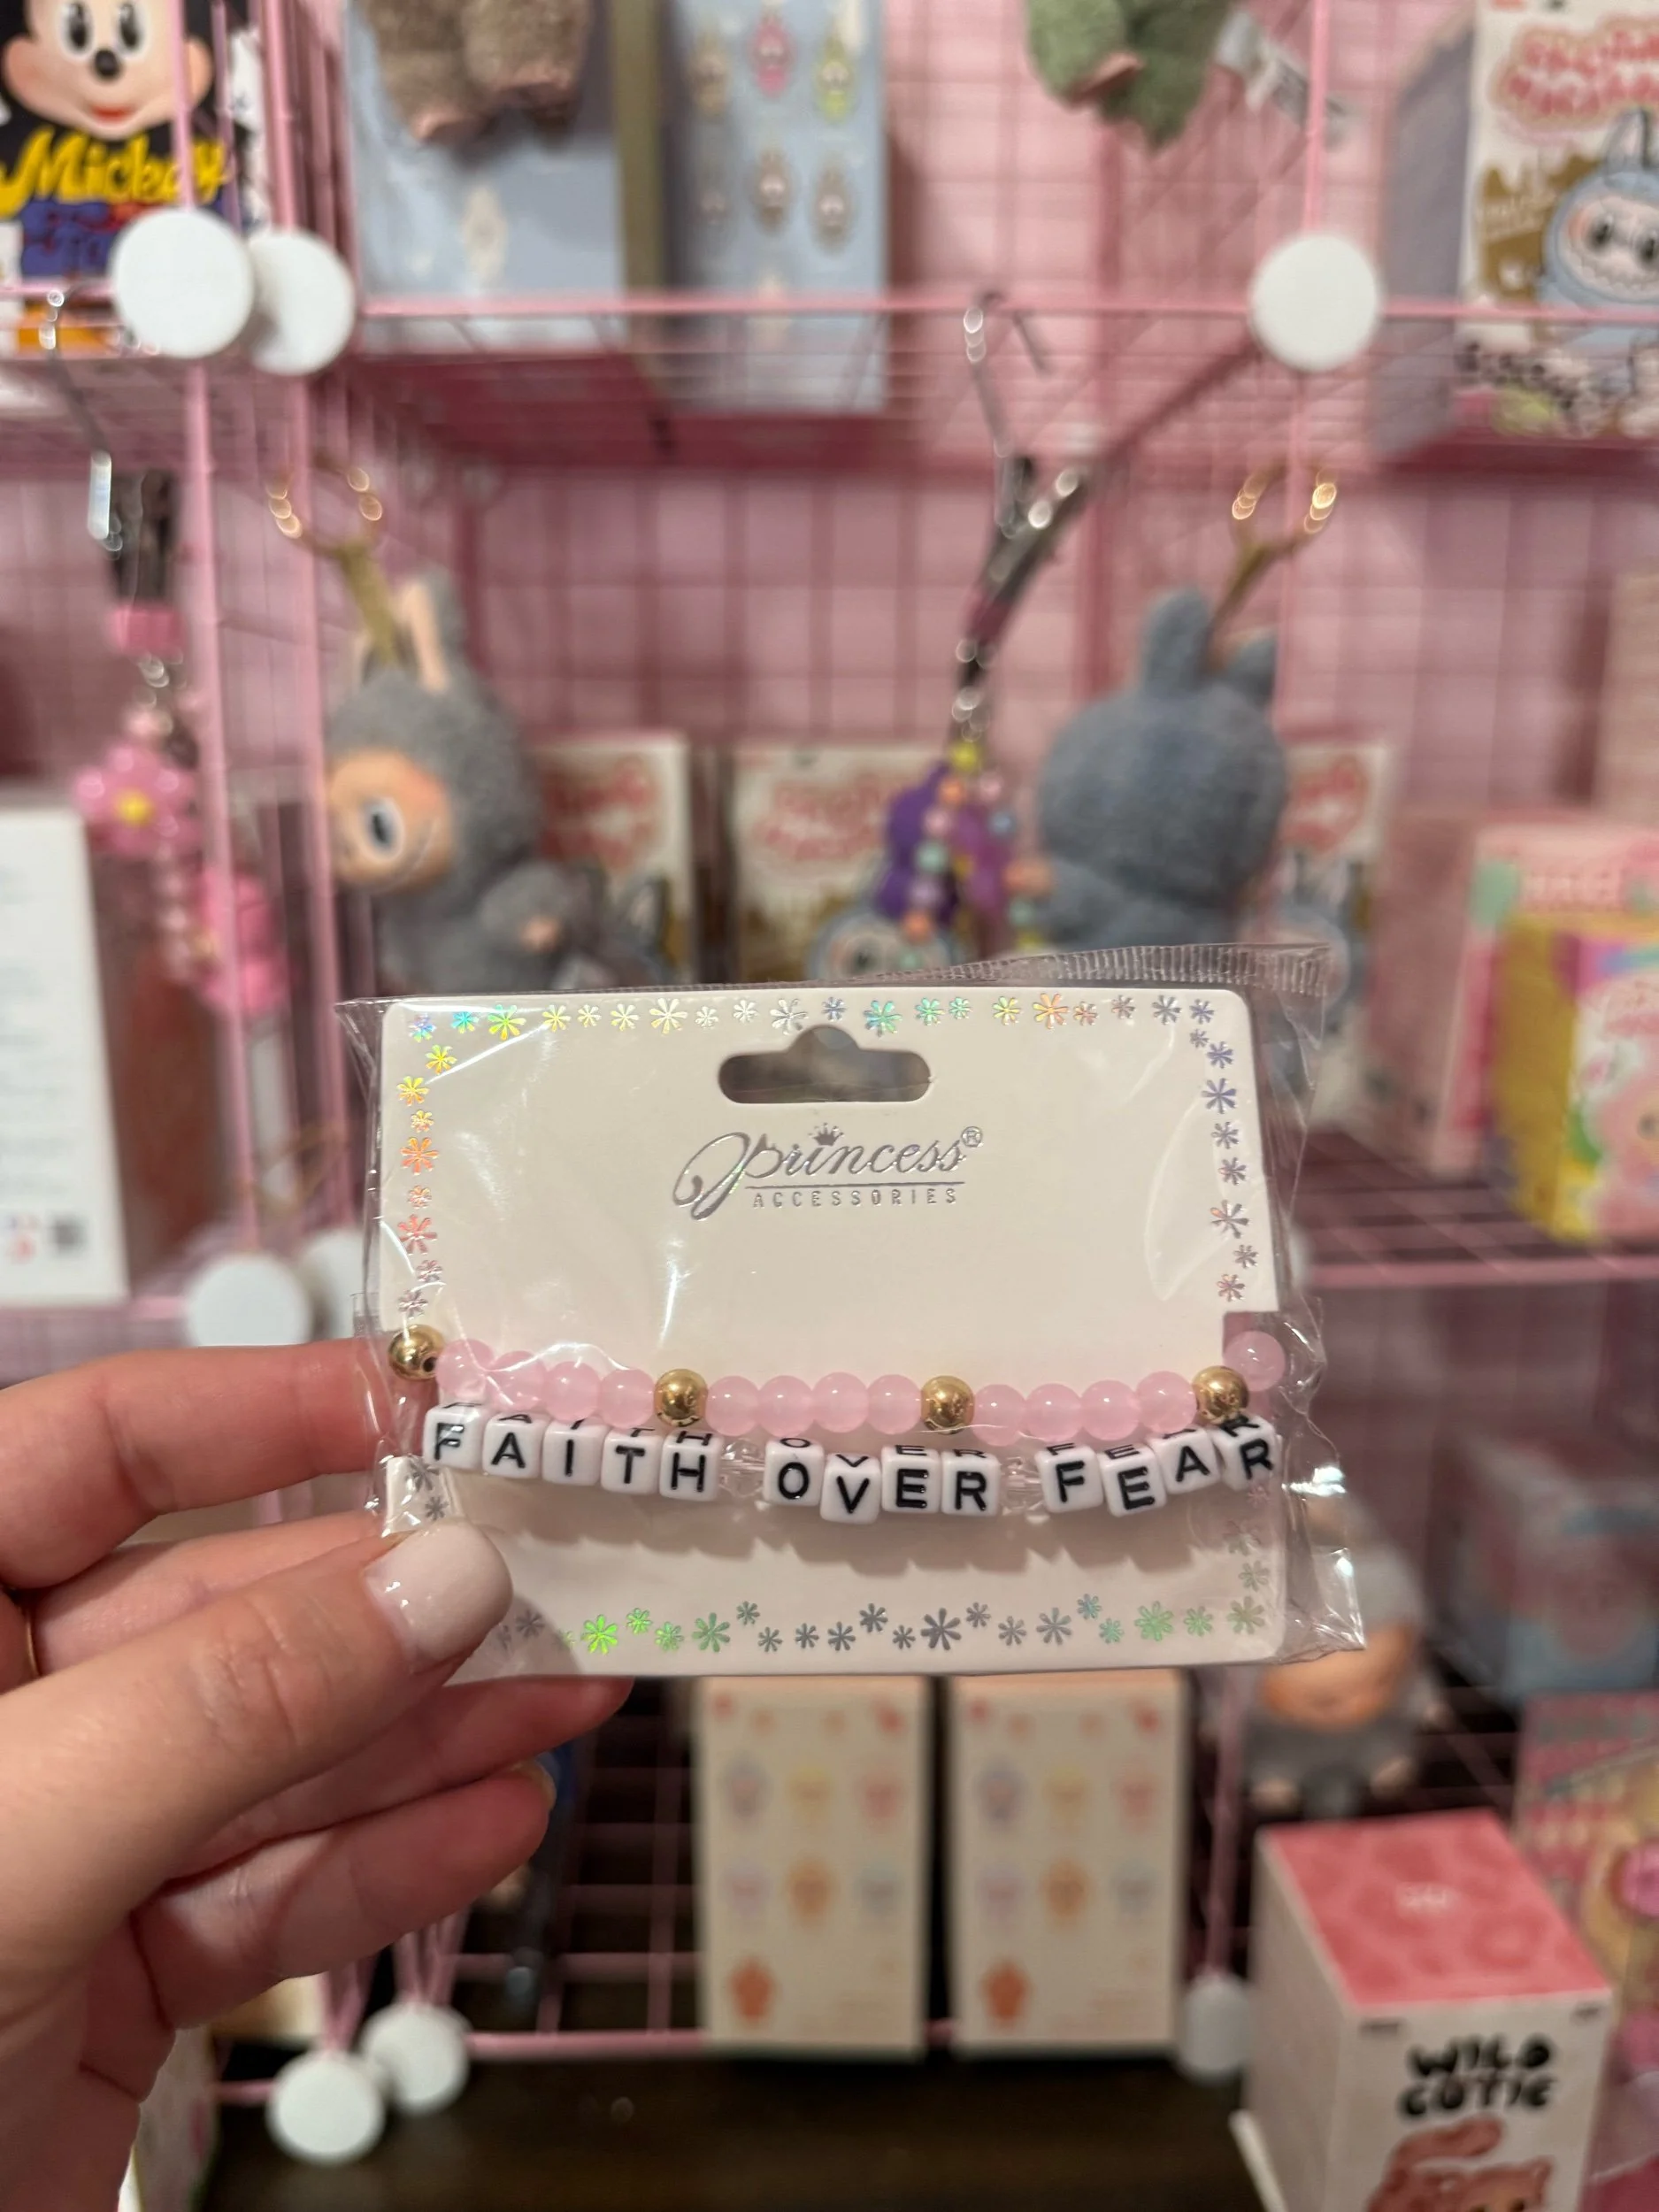 Mickey
Princess®
ACCESSORIES
FAITH OVER FEAR
WILD
CUTIE